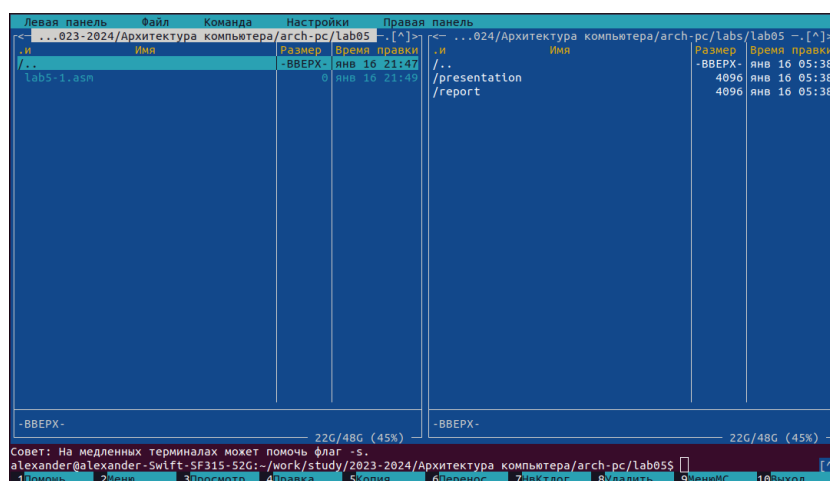 Левая панель Файл Команда Настройки Правая панель
<— ...023-2024/Архитектура компьютера/arch-pc/lab05 —.[^]>
<— ...024/Архитектура компьютера/arch-pc/labs/lab05 —.[^]>
.и Имя Размер Время правки
.и Имя Размер Время правки
/.. -ВВЕРХ- янв 16 21:47
/.. -ВВЕРХ- янв 16 05:38
lab5-1.asm 0 янв 16 21:49
/presentation 4096 янв 16 05:38
/report 4096 янв 16 05:38
-ВВЕРХ-
-ВВЕРХ-
22G/48G (45%)
22G/48G (45%)
Совет: На медленных терминалах может помочь флаг -s.
alexander@alexander-Swift-SF315-52G:~/work/study/2023-2024/Архитектура компьютера/arch-pc/lab05$ [^
1Помощь 2Меню 3Просмотр 4Правка 5Копия 6Перенос 7НвКтлог 8Удалить 9МенюMC 10Выход